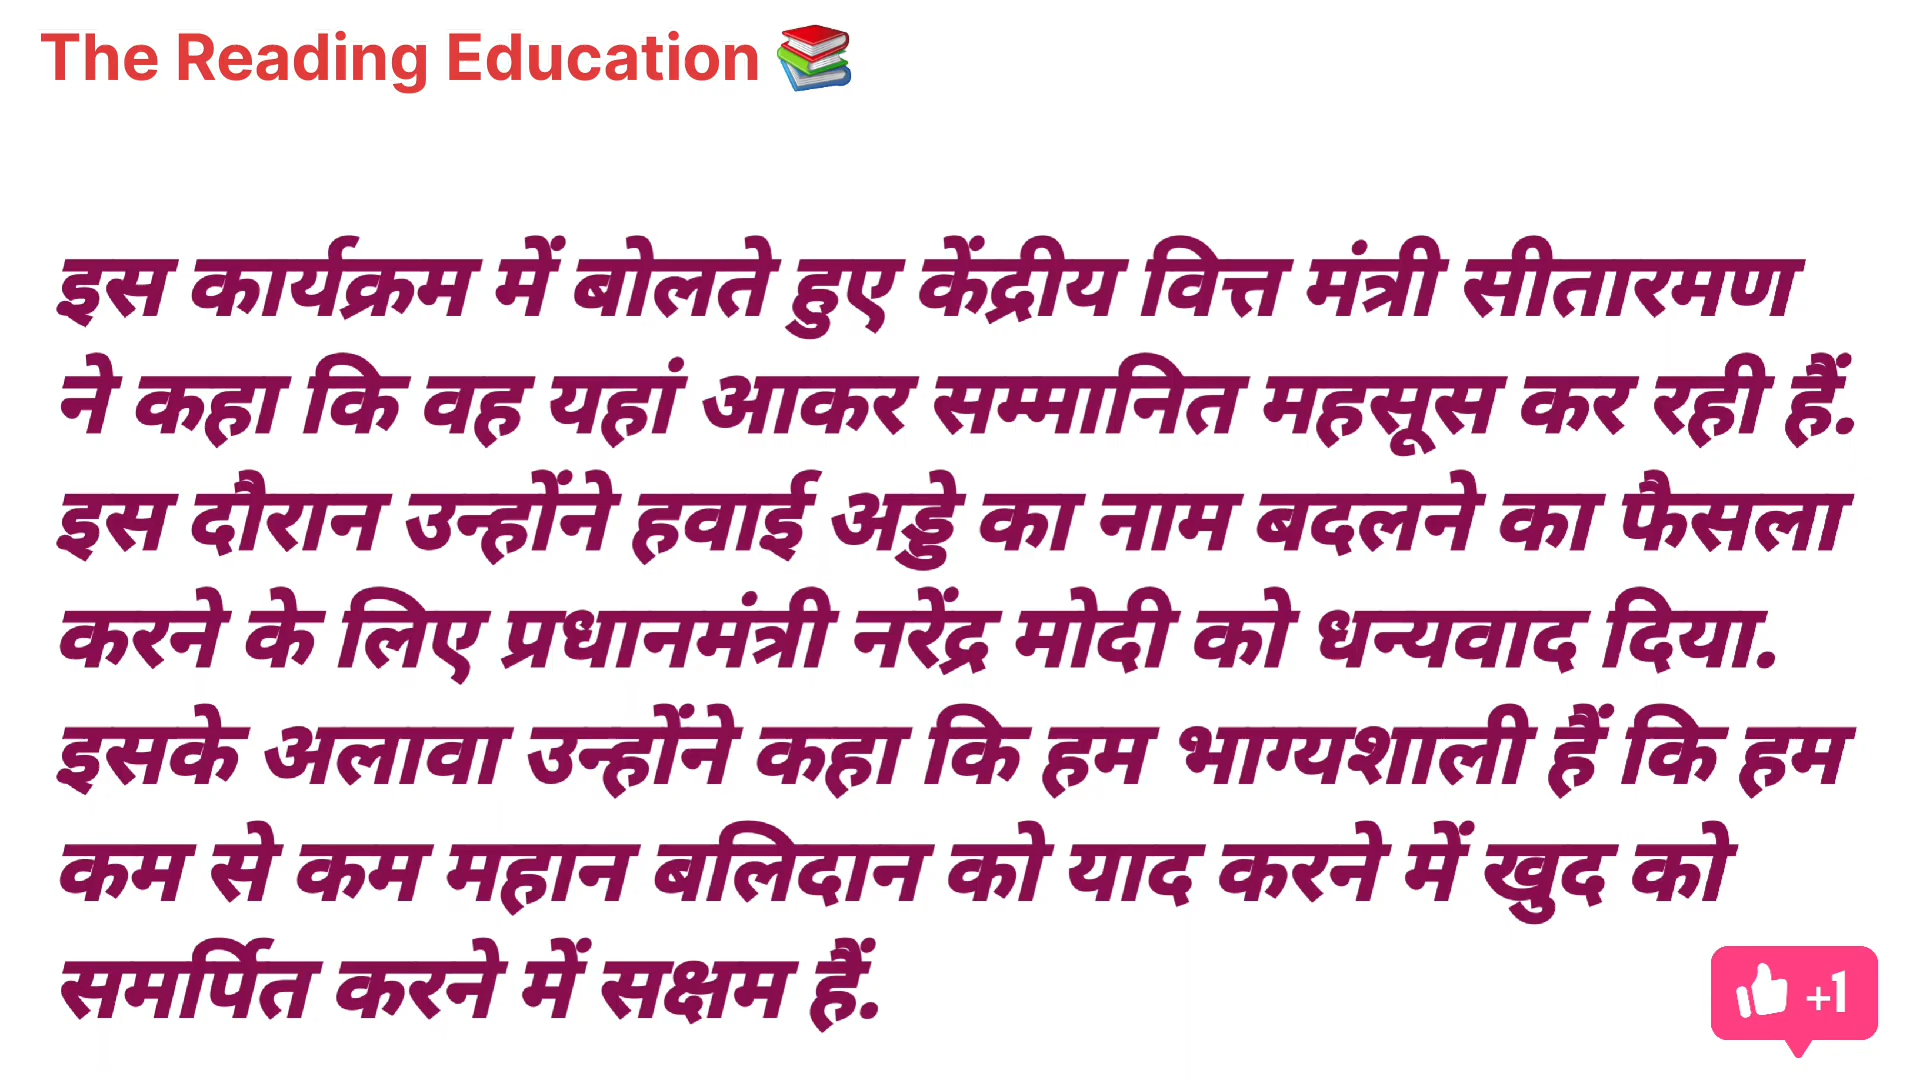 The Reading Education 📚
इस कार्यक्रम में बोलते हुए केंद्रीय वित्त मंत्री सीतारमण
ने कहा कि वह यहां आकर सम्मानित महसूस कर रही हैं.
इस दौरान उन्होंने हवाई अड्डे का नाम बदलने का फैसला
करने के लिए प्रधानमंत्री नरेंद्र मोदी को धन्यवाद दिया.
इसके अलावा उन्होंने कहा कि हम भाग्यशाली हैं कि हम
कम से कम महान बलिदान को याद करने में खुद को
समर्पित करने में सक्षम हैं.
+1